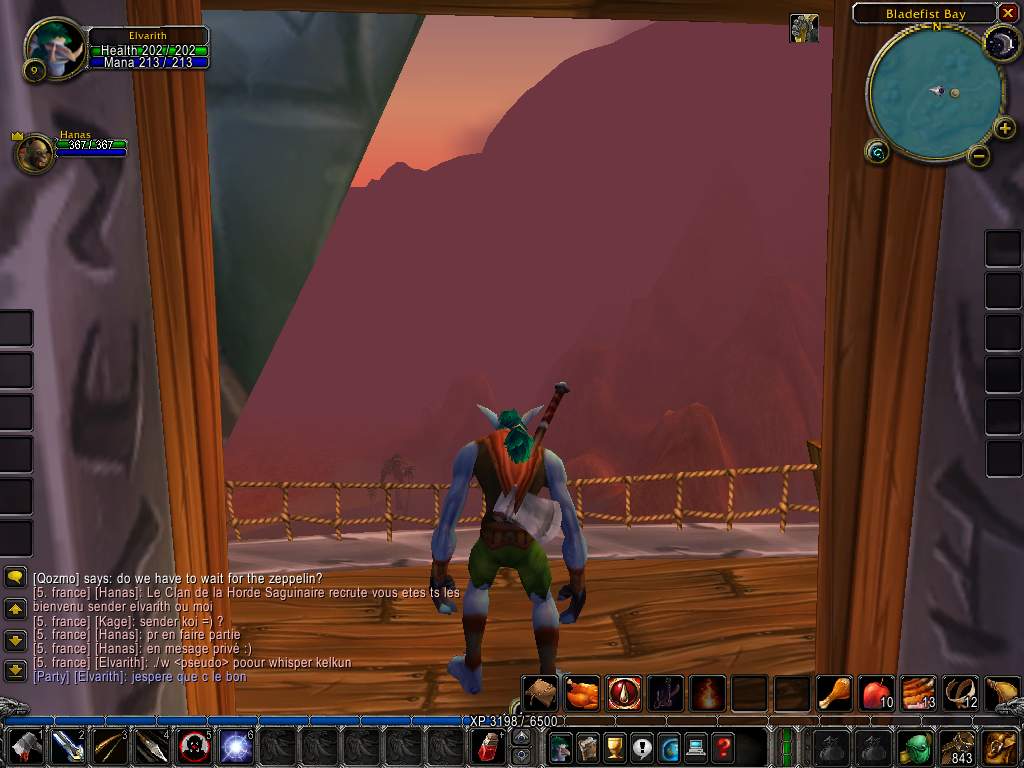 Elvarith
Health 202 / 202
Mana 213 / 213
9
Hanas
367 / 367
Bladefist Bay
N
[Qozmo] says: do we have to wait for the zeppelin?
[5. france] [Hanas]: Le Clan de la Horde Saguinaire recrute vous etes ts les
bienvenu sender elvarith ou moi
[5. france] [Kage]: sender koi =) ?
[5. france] [Hanas]: pr en faire partie
[5. france] [Hanas]: en mesage privé :)
[5. france] [Elvarith]: ./w <pseudo> poour whisper kelkun
[Party] [Elvarith]: jespere que c le bon
10
13
12
XP 3198 / 6500
1
2
3
4
5
6
843